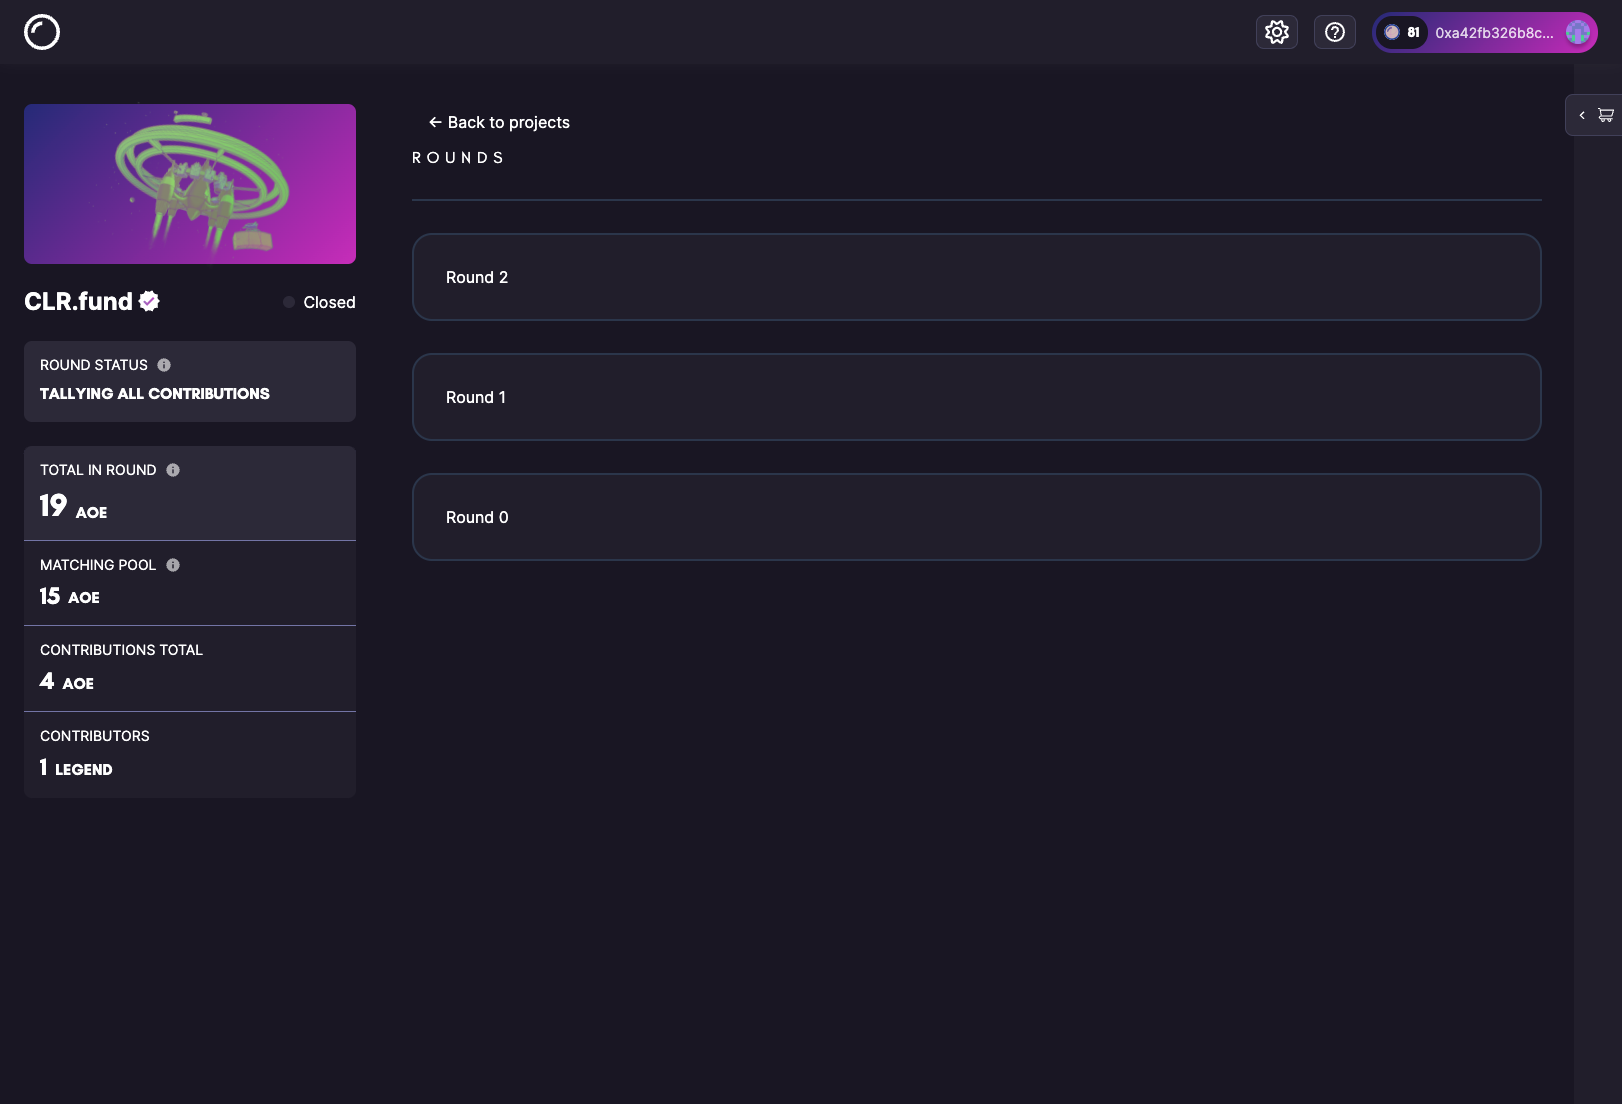 81 0xa42fb326b8c...
← Back to projects
ROUNDS
Round 2
Round 1
Round 0
CLR.fund
Closed
ROUND STATUS
TALLYING ALL CONTRIBUTIONS
TOTAL IN ROUND
19 AOE
MATCHING POOL
15 AOE
CONTRIBUTIONS TOTAL
4 AOE
CONTRIBUTORS
1 LEGEND